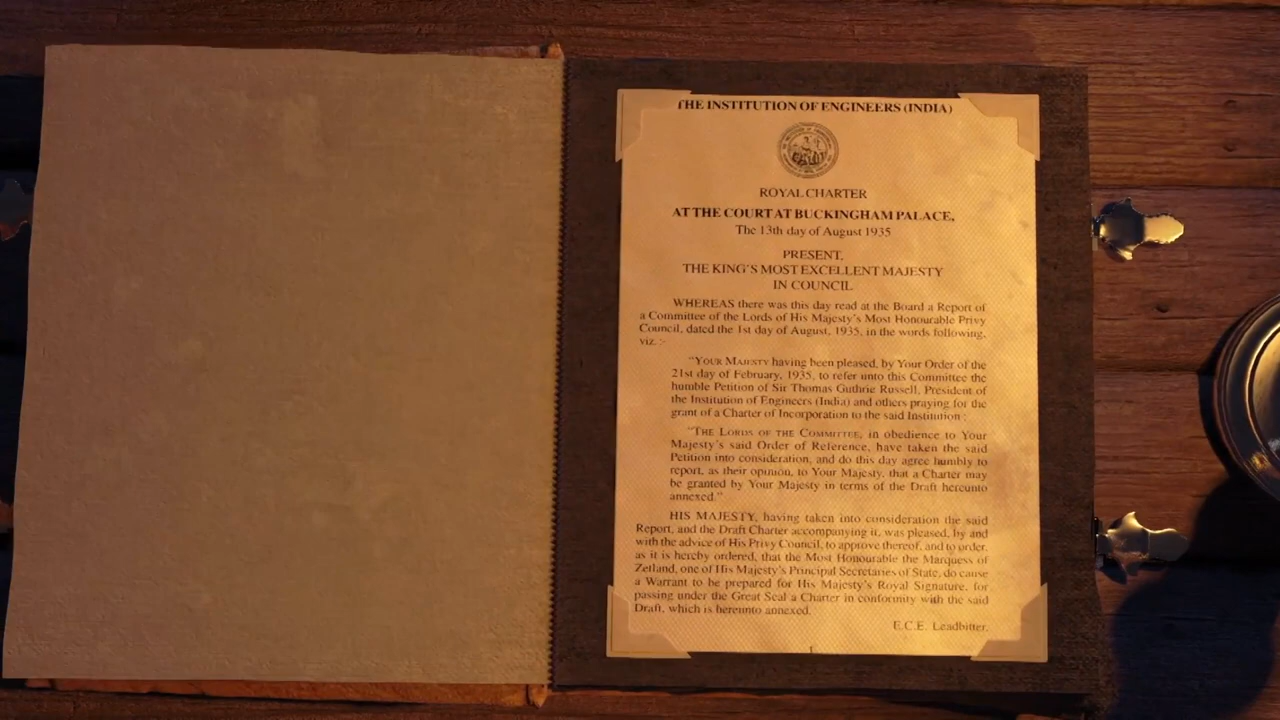 THE INSTITUTION OF ENGINEERS (INDIA)
ROYAL CHARTER
AT THE COURT AT BUCKINGHAM PALACE,
The 13th day of August 1935
PRESENT,
THE KING'S MOST EXCELLENT MAJESTY
IN COUNCIL
WHEREAS there was this day read at the Board a Report of
a Committee of the Lords of His Majesty's Most Honourable Privy
Council, dated the 1st day of August, 1935, in the words following,
viz. :-
"YOUR MAJESTY having been pleased, by Your Order of the
21st day of February, 1935, to refer unto this Committee the
humble Petition of Sir Thomas Guthrie Russell, President of
the Institution of Engineers (India) and others praying for the
grant of a Charter of Incorporation to the said Institution :
"THE LORDS OF THE COMMITTEE, in obedience to Your
Majesty's said Order of Reference, have taken the said
Petition into consideration, and do this day agree humbly to
report, as their opinion, to Your Majesty, that a Charter may
be granted by Your Majesty in terms of the Draft hereunto
annexed."
HIS MAJESTY, having taken into consideration the said
Report, and the Draft Charter accompanying it, was pleased, by and
with the advice of His Privy Council, to approve thereof, and to order,
as it is hereby ordered, that the Most Honourable the Marquess of
Zetland, one of His Majesty's Principal Secretaries of State, do cause
a Warrant to be prepared for His Majesty's Royal Signature, for
passing under the Great Seal a Charter in conformity with the said
Draft, which is hereunto annexed.
E.C.E. Leadbitter.